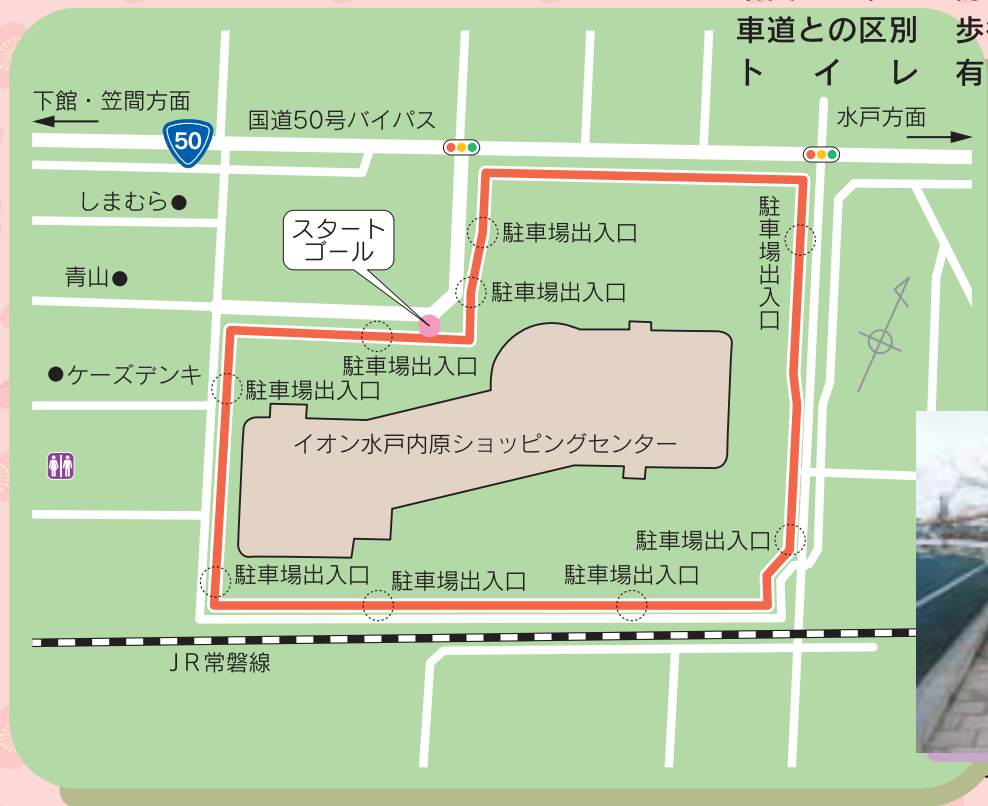 車道との区別
トイレ
有
下館・笠間方面
50
国道50号バイパス
水戸方面
しまむら
スタート
ゴール
駐車場出入口
駐車場出入口
駐車場出入口
青山
駐車場出入口
ケーズデンキ
駐車場出入口
イオン水戸内原ショッピングセンター
駐車場出入口
駐車場出入口
駐車場出入口
駐車場出入口
JR常磐線